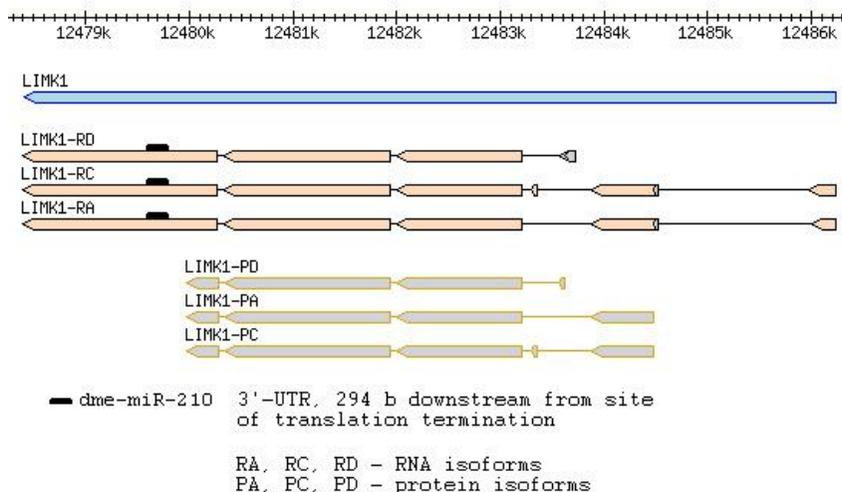 12479k 12480k 12481k 12482k 12483k 12484k 12485k 12486k
LIMK1
LIMK1-RD
LIMK1-RC
LIMK1-RA
LIMK1-PD
LIMK1-PA
LIMK1-PC
dme-miR-210 3'-UTR, 294 b downstream from site
of translation termination
RA, RC, RD - RNA isoforms
PA, PC, PD - protein isoforms